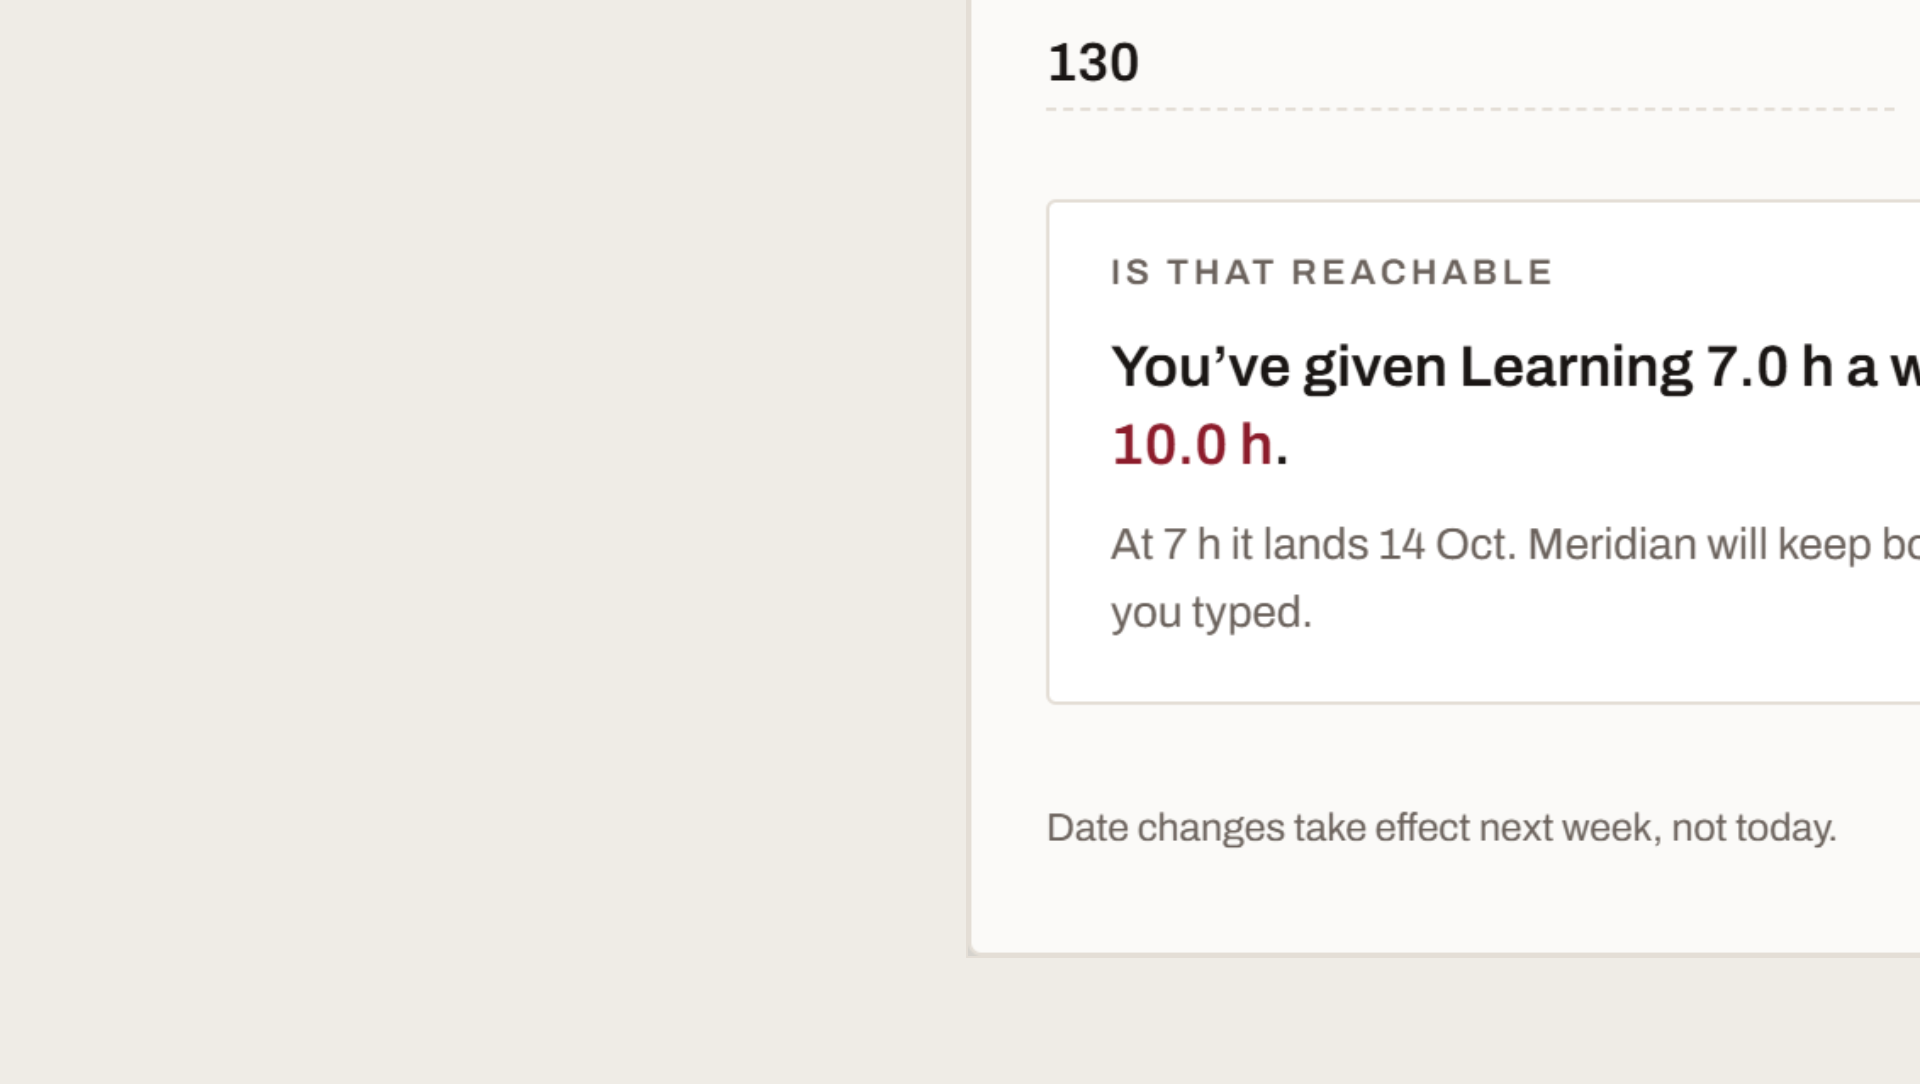 130
IS THAT REACHABLE
You’ve given Learning 7.0 h a
10.0 h.
At 7 h it lands 14 Oct. Meridian will keep
you typed.
Date changes take effect next week, not today.